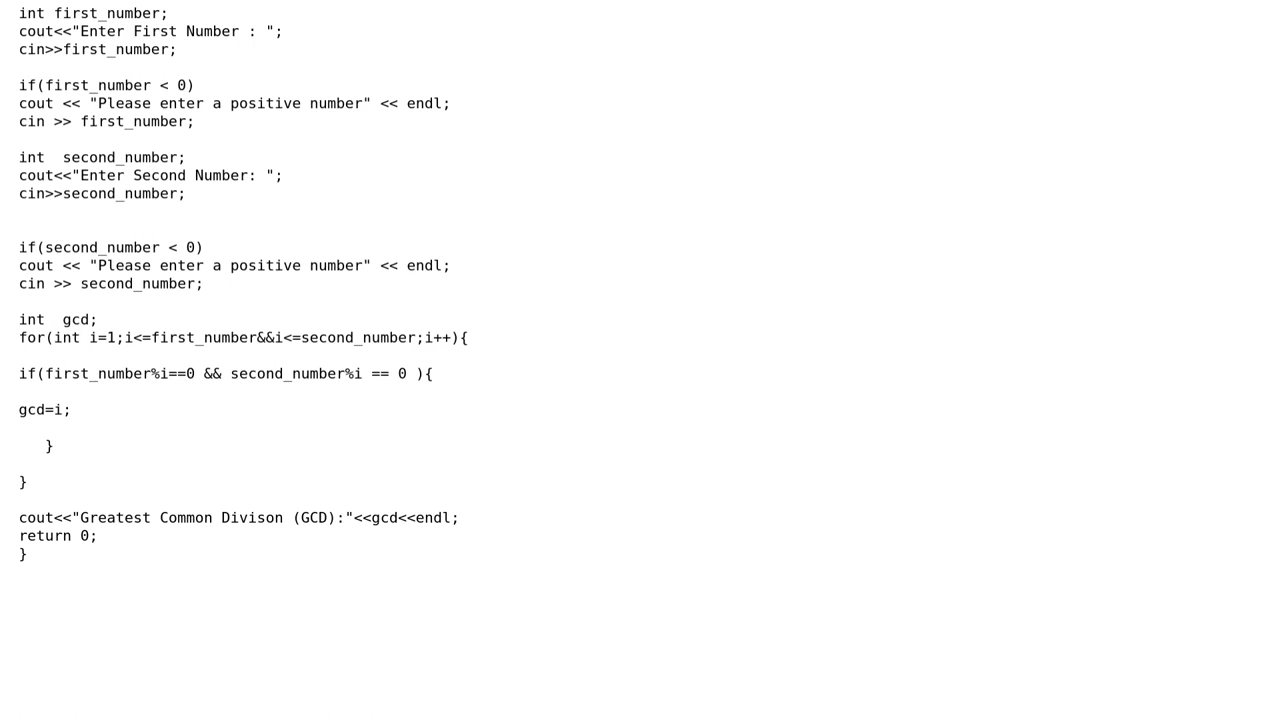 int first_number;
cout<<"Enter First Number : ";
cin>>first_number;
if(first_number < 0)
cout << "Please enter a positive number" << endl;
cin >> first_number;
int  second_number;
cout<<"Enter Second Number: ";
cin>>second_number;
if(second_number < 0)
cout << "Please enter a positive number" << endl;
cin >> second_number;
int  gcd;
for(int i=1;i<=first_number&&i<=second_number;i++){
if(first_number%i==0 && second_number%i == 0 ){
gcd=i;
}
}
cout<<"Greatest Common Divison (GCD):"<<gcd<<endl;
return 0;
}